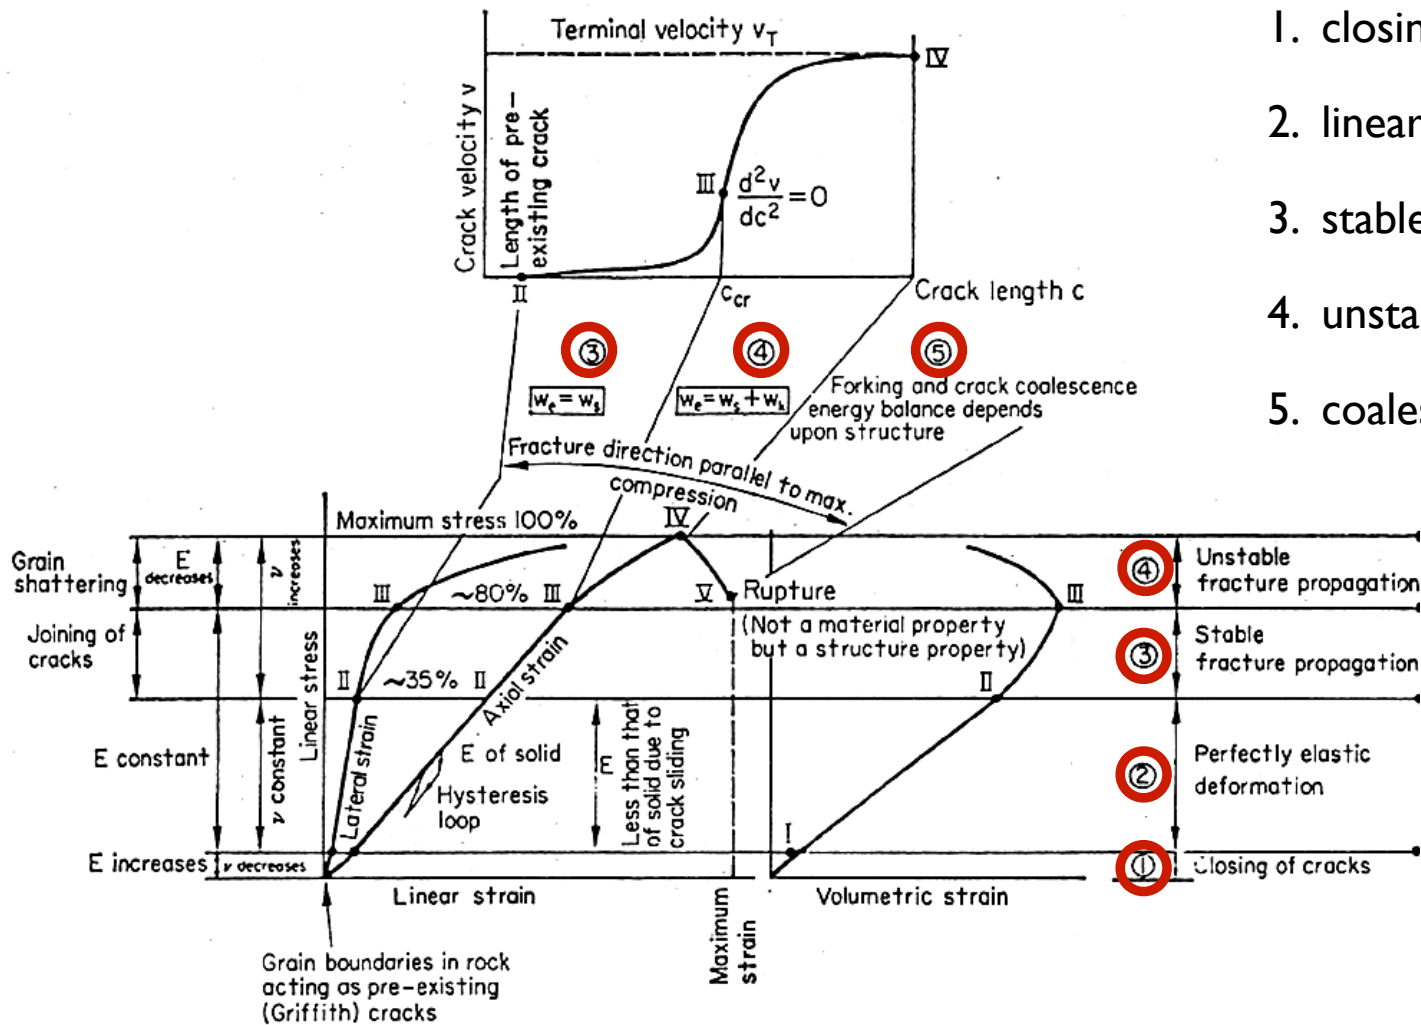 Terminal velocity vT
IV
Crack velocity v
Length of pre-
existing crack
III
d²v
dc²
=0
II
ccr
Crack length c
1. closin
2. linear
3. stable
4. unsta
5. coales
③
④
⑤
we = ws
we = ws + wk
Forking and crack coalescence
energy balance depends
upon structure
Fracture direction parallel to max.
compression
Maximum stress 100%
IV
Grain
shattering
E
decreases
ν
increases
III
~80%
III
V
Rupture
(Not a material property
but a structure property)
III
④
Unstable
fracture propagation
Joining of
cracks
Linear stress
II
~35%
II
II
③
Stable
fracture propagation
E constant
ν constant
Lateral strain
Axial strain
E of solid
Hysteresis
loop
E
Less than that
of solid due to
crack sliding
②
Perfectly elastic
deformation
I
E increases
ν decreases
①
Closing of cracks
Linear strain
Maximum
strain
Volumetric strain
Grain boundaries in rock
acting as pre-existing
(Griffith) cracks